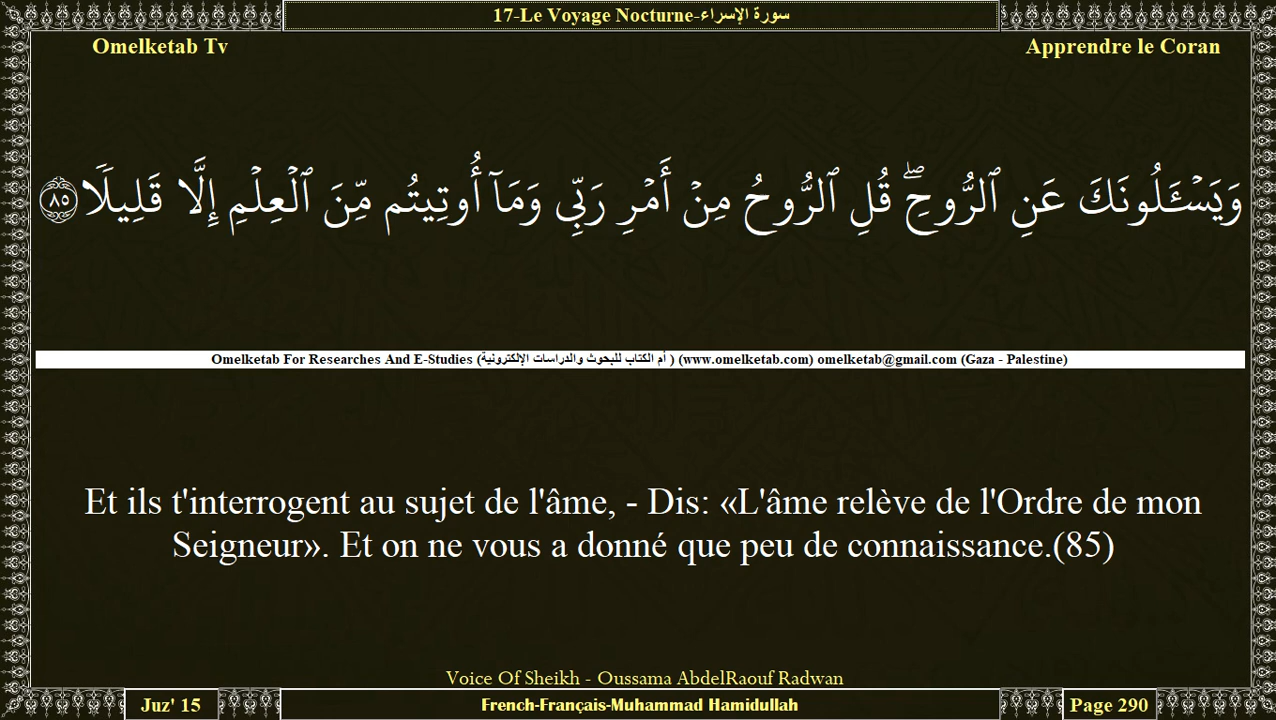 17-Le Voyage Nocturne-سورة الإسراء
Omelketab Tv
Apprendre le Coran
وَيَسْـَٔلُونَكَ عَنِ ٱلرُّوحِۖ قُلِ ٱلرُّوحُ مِنْ أَمْرِ رَبِّى وَمَآ أُوتِيتُم مِّنَ ٱلْعِلْمِ إِلَّا قَلِيلًا ٨٥
Omelketab For Researches And E-Studies (أم الكتاب للبحوث والدراسات الإلكترونية ) (www.omelketab.com) omelketab@gmail.com (Gaza - Palestine)
Et ils t'interrogent au sujet de l'âme, - Dis: «L'âme relève de l'Ordre de mon
Seigneur». Et on ne vous a donné que peu de connaissance.(85)
Voice Of Sheikh - Oussama AbdelRaouf Radwan
Juz' 15
French-Français-Muhammad Hamidullah
Page 290